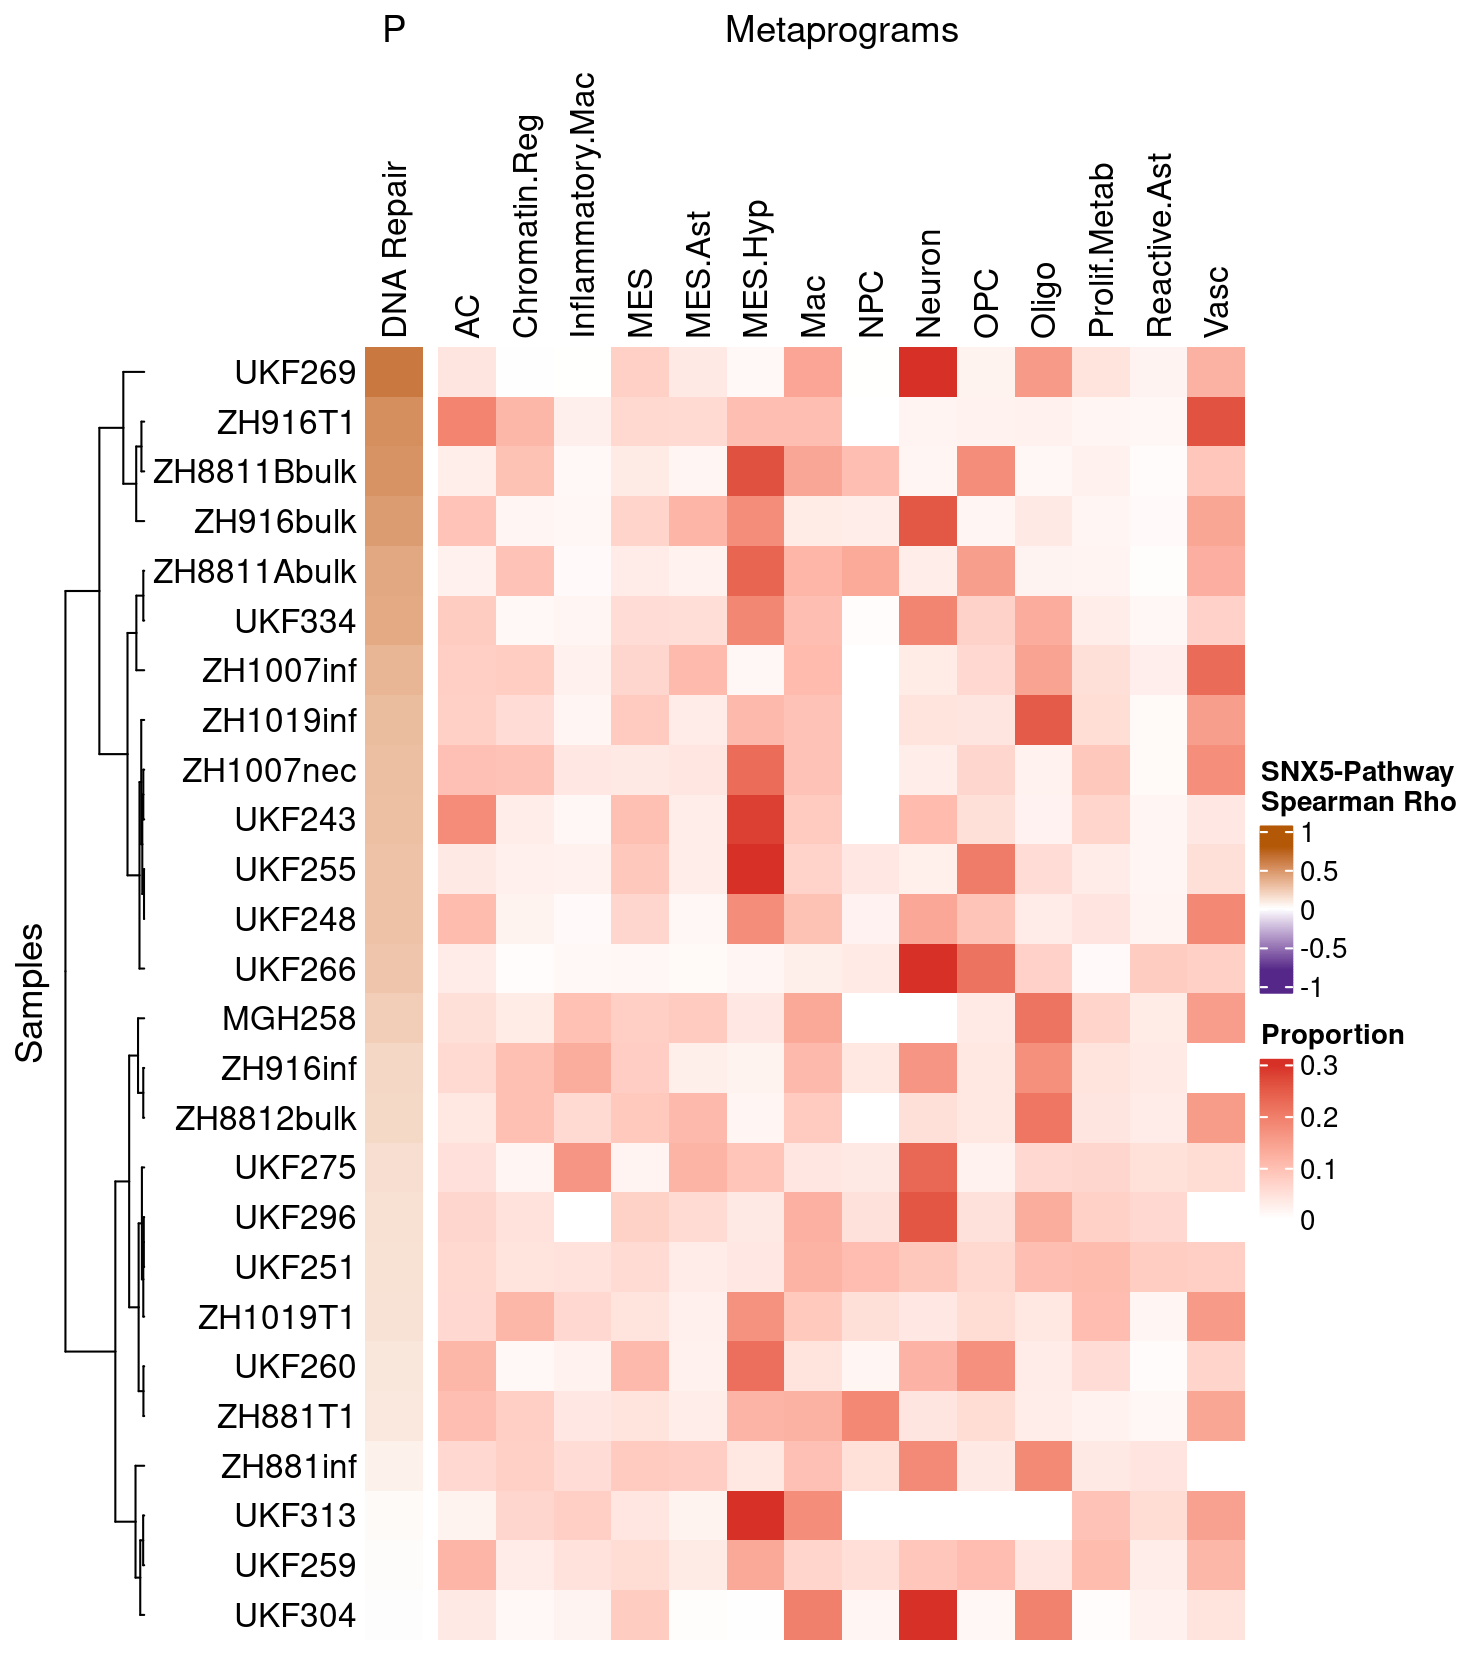 P
Metaprograms
DNA Repair
AC
Chromatin.Reg
Inflammatory.Mac
MES
MES.Ast
MES.Hyp
Mac
NPC
Neuron
OPC
Oligo
Prolif.Metab
Reactive.Ast
Vasc
Samples
UKF269
ZH916T1
ZH8811Bbulk
ZH916bulk
ZH8811Abulk
UKF334
ZH1007inf
ZH1019inf
ZH1007nec
UKF243
UKF255
UKF248
UKF266
MGH258
ZH916inf
ZH8812bulk
UKF275
UKF296
UKF251
ZH1019T1
UKF260
ZH881T1
ZH881inf
UKF313
UKF259
UKF304
SNX5-Pathway
Spearman Rho
1
0.5
0
-0.5
-1
Proportion
0.3
0.2
0.1
0